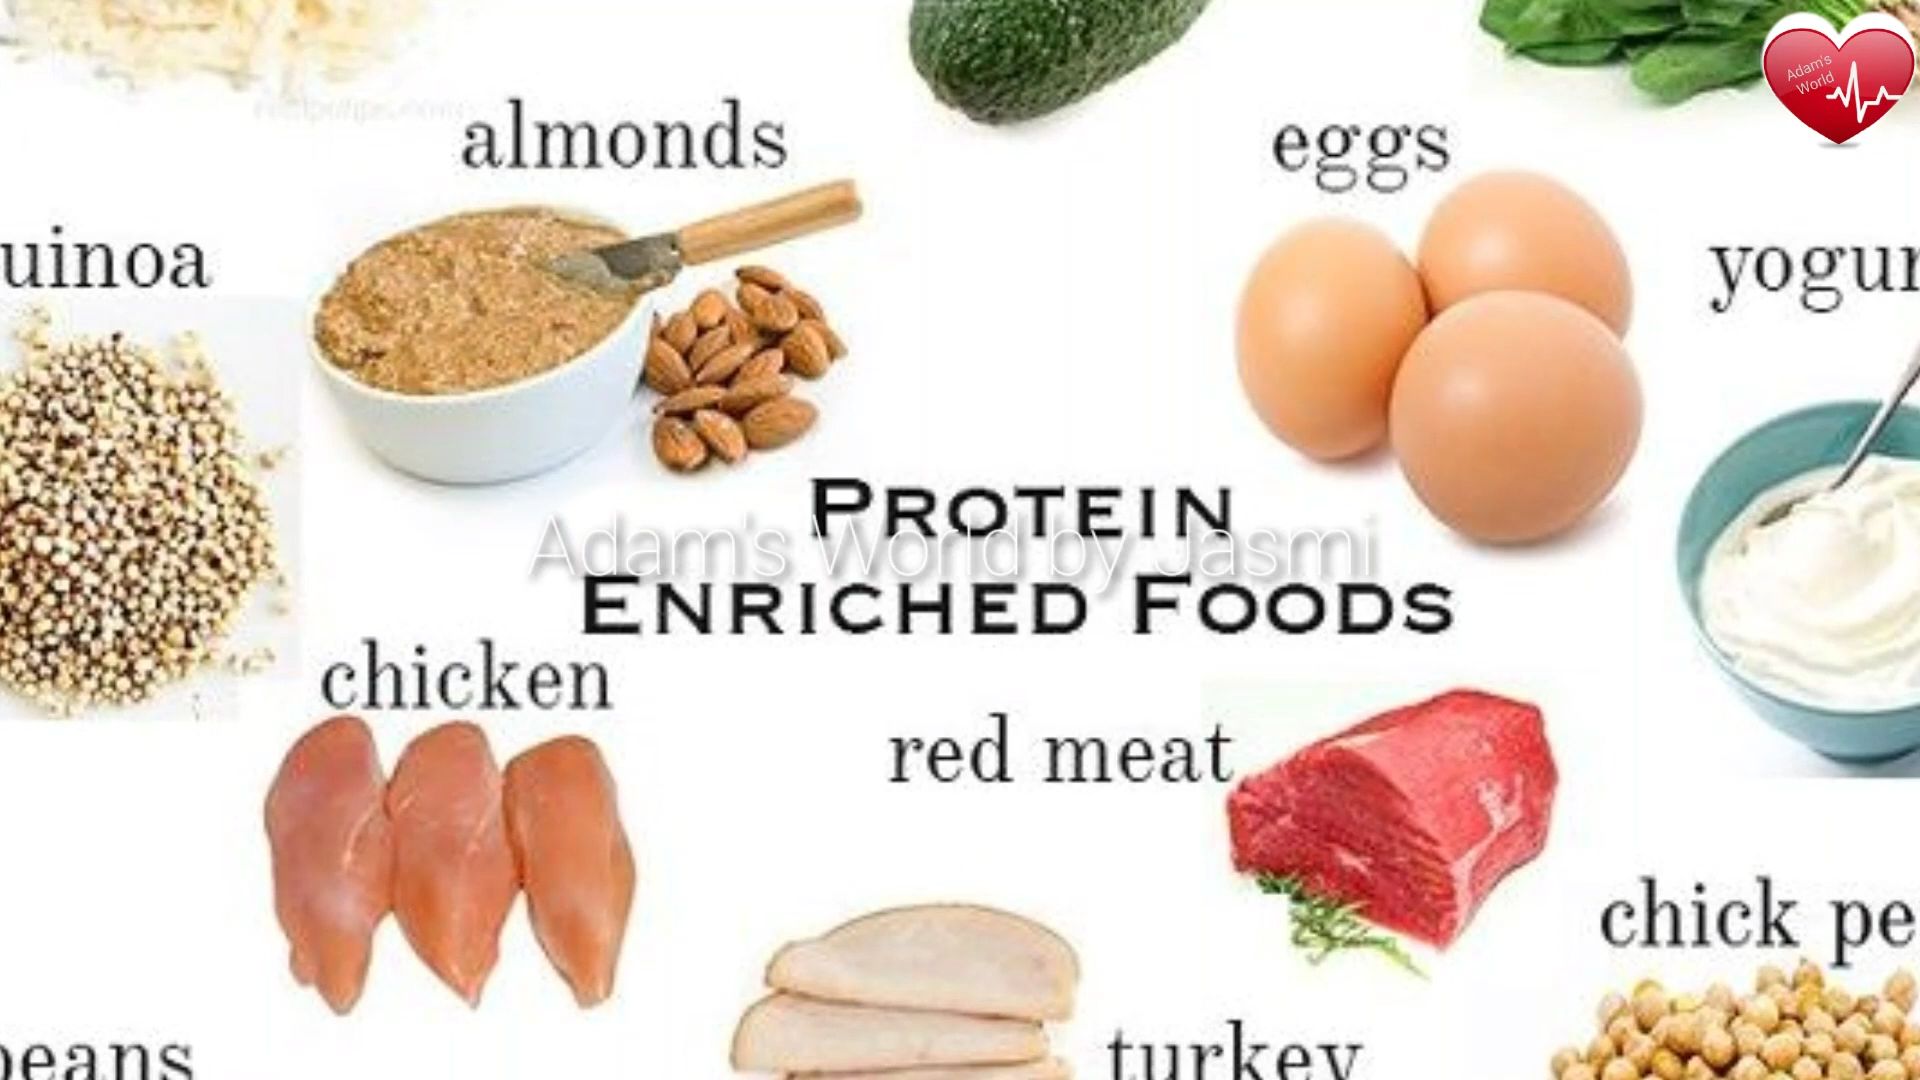 Adam's
World
almonds
eggs
uinoa
yogur
PROTEIN
Adam's World by Jasmi
ENRICHED FOODS
chicken
red meat
chick pe
turkey
beans